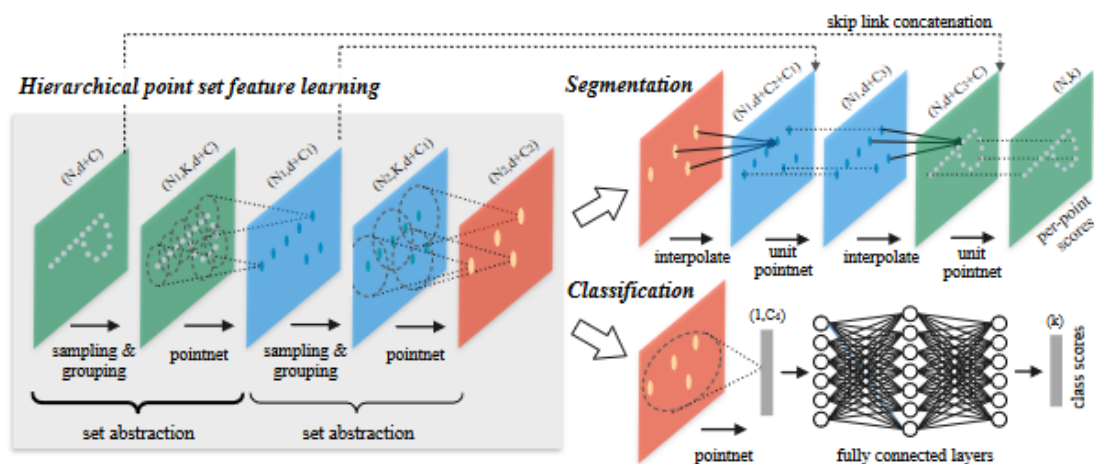 skip link concatenation
Hierarchical point set feature learning
(N,d+C)
(N1,K,d+C)
(N1,d+C1)
(N2,K,d+C1)
(N2,d+C2)
sampling &
grouping
pointnet
sampling &
grouping
pointnet
set abstraction
set abstraction
Segmentation
(N1,d+C2+C1)
(N1,d+C3)
(N,d+C3+C)
(N,k)
per-point
scores
interpolate
unit
pointnet
interpolate
unit
pointnet
Classification
(1,C4)
(k)
class scores
pointnet
fully connected layers